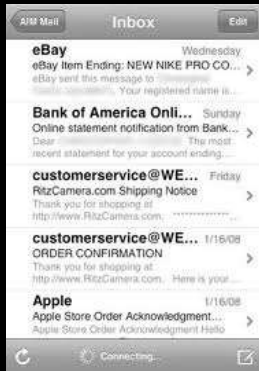 AIM Mail
Inbox
Edit
eBay Wednesday
eBay Item Ending: NEW NIKE PRO CO...
eBay sent this message to
Your registered name is...
Bank of America Onli... Sunday
Online statement notification from Bank...
Dear The most
recent statement for your account ending...
customerservice@WE... Friday
RitzCamera.com Shipping Notice
Thank you for shopping at
http://www.RitzCamera.com. **************...
customerservice@WE... 1/16/08
ORDER CONFIRMATION
Thank you for shopping at
http://www.RitzCamera.com. Here is your...
Apple 1/16/08
Apple Store Order Acknowledgment...
Apple Store Order Acknowledgment Hello
Connecting...